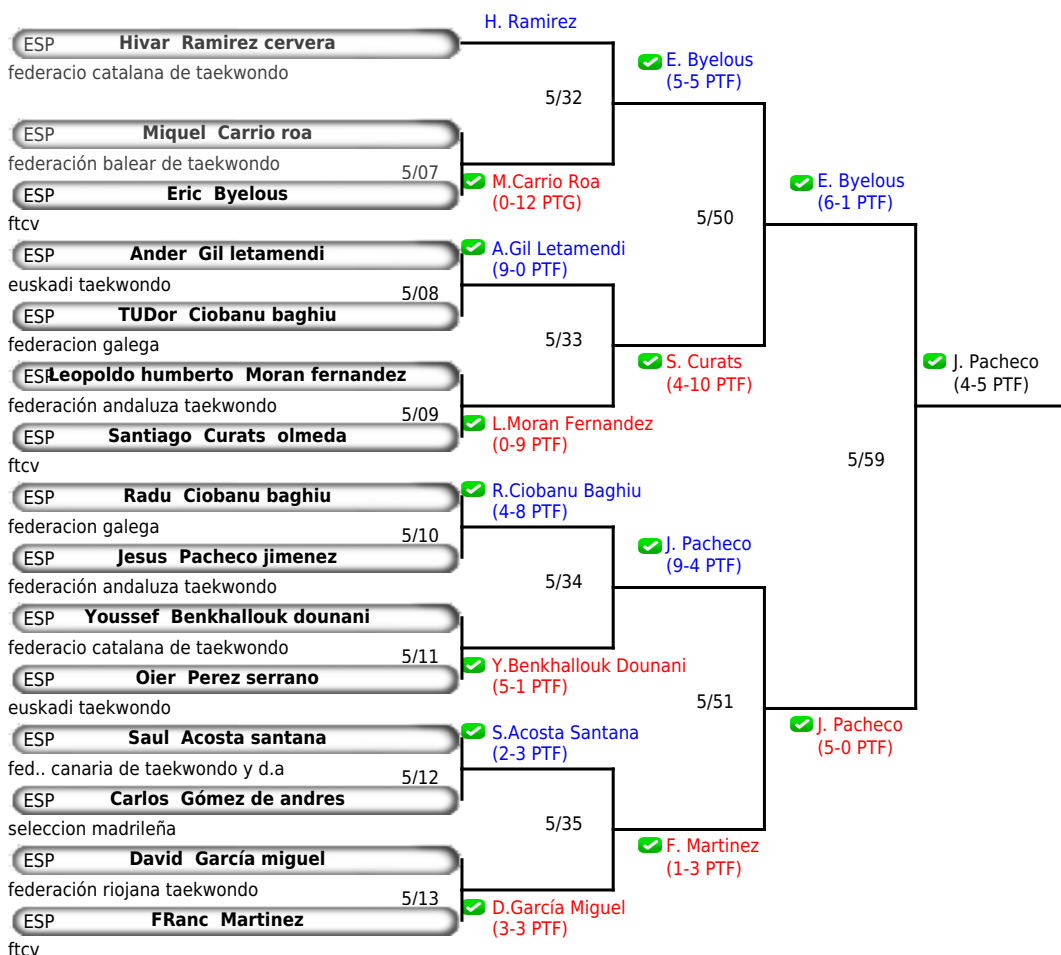 H. Ramirez
ESP Hivar Ramirez cervera
federacio catalana de taekwondo
E. Byelous
(5-5 PTF)
5/32
ESP Miquel Carrio roa
federación balear de taekwondo
5/07
M.Carrio Roa
(0-12 PTG)
ESP Eric Byelous
ftcv
E. Byelous
(6-1 PTF)
5/50
ESP Ander Gil letamendi
A.Gil Letamendi
(9-0 PTF)
euskadi taekwondo
5/08
ESP TUDor Ciobanu baghiu
federacion galega
5/33
S. Curats
(4-10 PTF)
J. Pacheco
(4-5 PTF)
ESP Leopoldo humberto Moran fernandez
federación andaluza taekwondo
5/09
L.Moran Fernandez
(0-9 PTF)
ESP Santiago Curats olmeda
ftcv
5/59
ESP Radu Ciobanu baghiu
R.Ciobanu Baghiu
(4-8 PTF)
federacion galega
5/10
ESP Jesus Pacheco jimenez
federación andaluza taekwondo
J. Pacheco
(9-4 PTF)
5/34
ESP Youssef Benkhallouk dounani
federacio catalana de taekwondo
5/11
Y.Benkhallouk Dounani
(5-1 PTF)
ESP Oier Perez serrano
euskadi taekwondo
5/51
J. Pacheco
(5-0 PTF)
ESP Saul Acosta santana
S.Acosta Santana
(2-3 PTF)
fed.. canaria de taekwondo y d.a
5/12
ESP Carlos Gómez de andres
seleccion madrileña
5/35
F. Martinez
(1-3 PTF)
ESP David García miguel
federación riojana taekwondo
5/13
D.García Miguel
(3-3 PTF)
ESP FRanc Martinez
ftcv